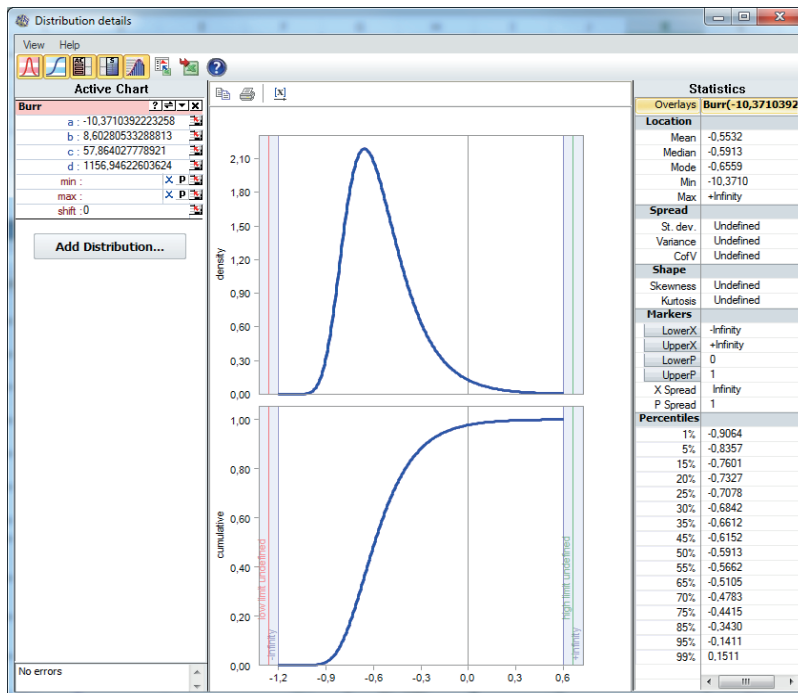 Distribution details
View Help
Active Chart
Burr
a : -10,3710392223258
b : 8,60280533288813
c : 57,864027778921
d : 1156,94622603624
min : X P
max : X P
shift : 0
Add Distribution...
No errors
density
2,10
1,80
1,50
1,20
0,90
0,60
0,30
0,00
cumulative
1,00
0,80
0,60
0,40
0,20
0,00
low limit undefined
-Infinity
high limit undefined
+Infinity
-1,2 -0,9 -0,6 -0,3 0,0 0,3 0,6
Statistics
Overlays Burr(-10,3710392
Location
Mean -0,5532
Median -0,5913
Mode -0,6559
Min -10,3710
Max +Infinity
Spread
St. dev. Undefined
Variance Undefined
CofV Undefined
Shape
Skewness Undefined
Kurtosis Undefined
Markers
LowerX -Infinity
UpperX +Infinity
LowerP 0
UpperP 1
X Spread Infinity
P Spread 1
Percentiles
1% -0,9064
5% -0,8357
15% -0,7601
20% -0,7327
25% -0,7078
30% -0,6842
35% -0,6612
45% -0,6152
50% -0,5913
55% -0,5662
65% -0,5105
70% -0,4783
75% -0,4415
85% -0,3430
95% -0,1411
99% 0,1511